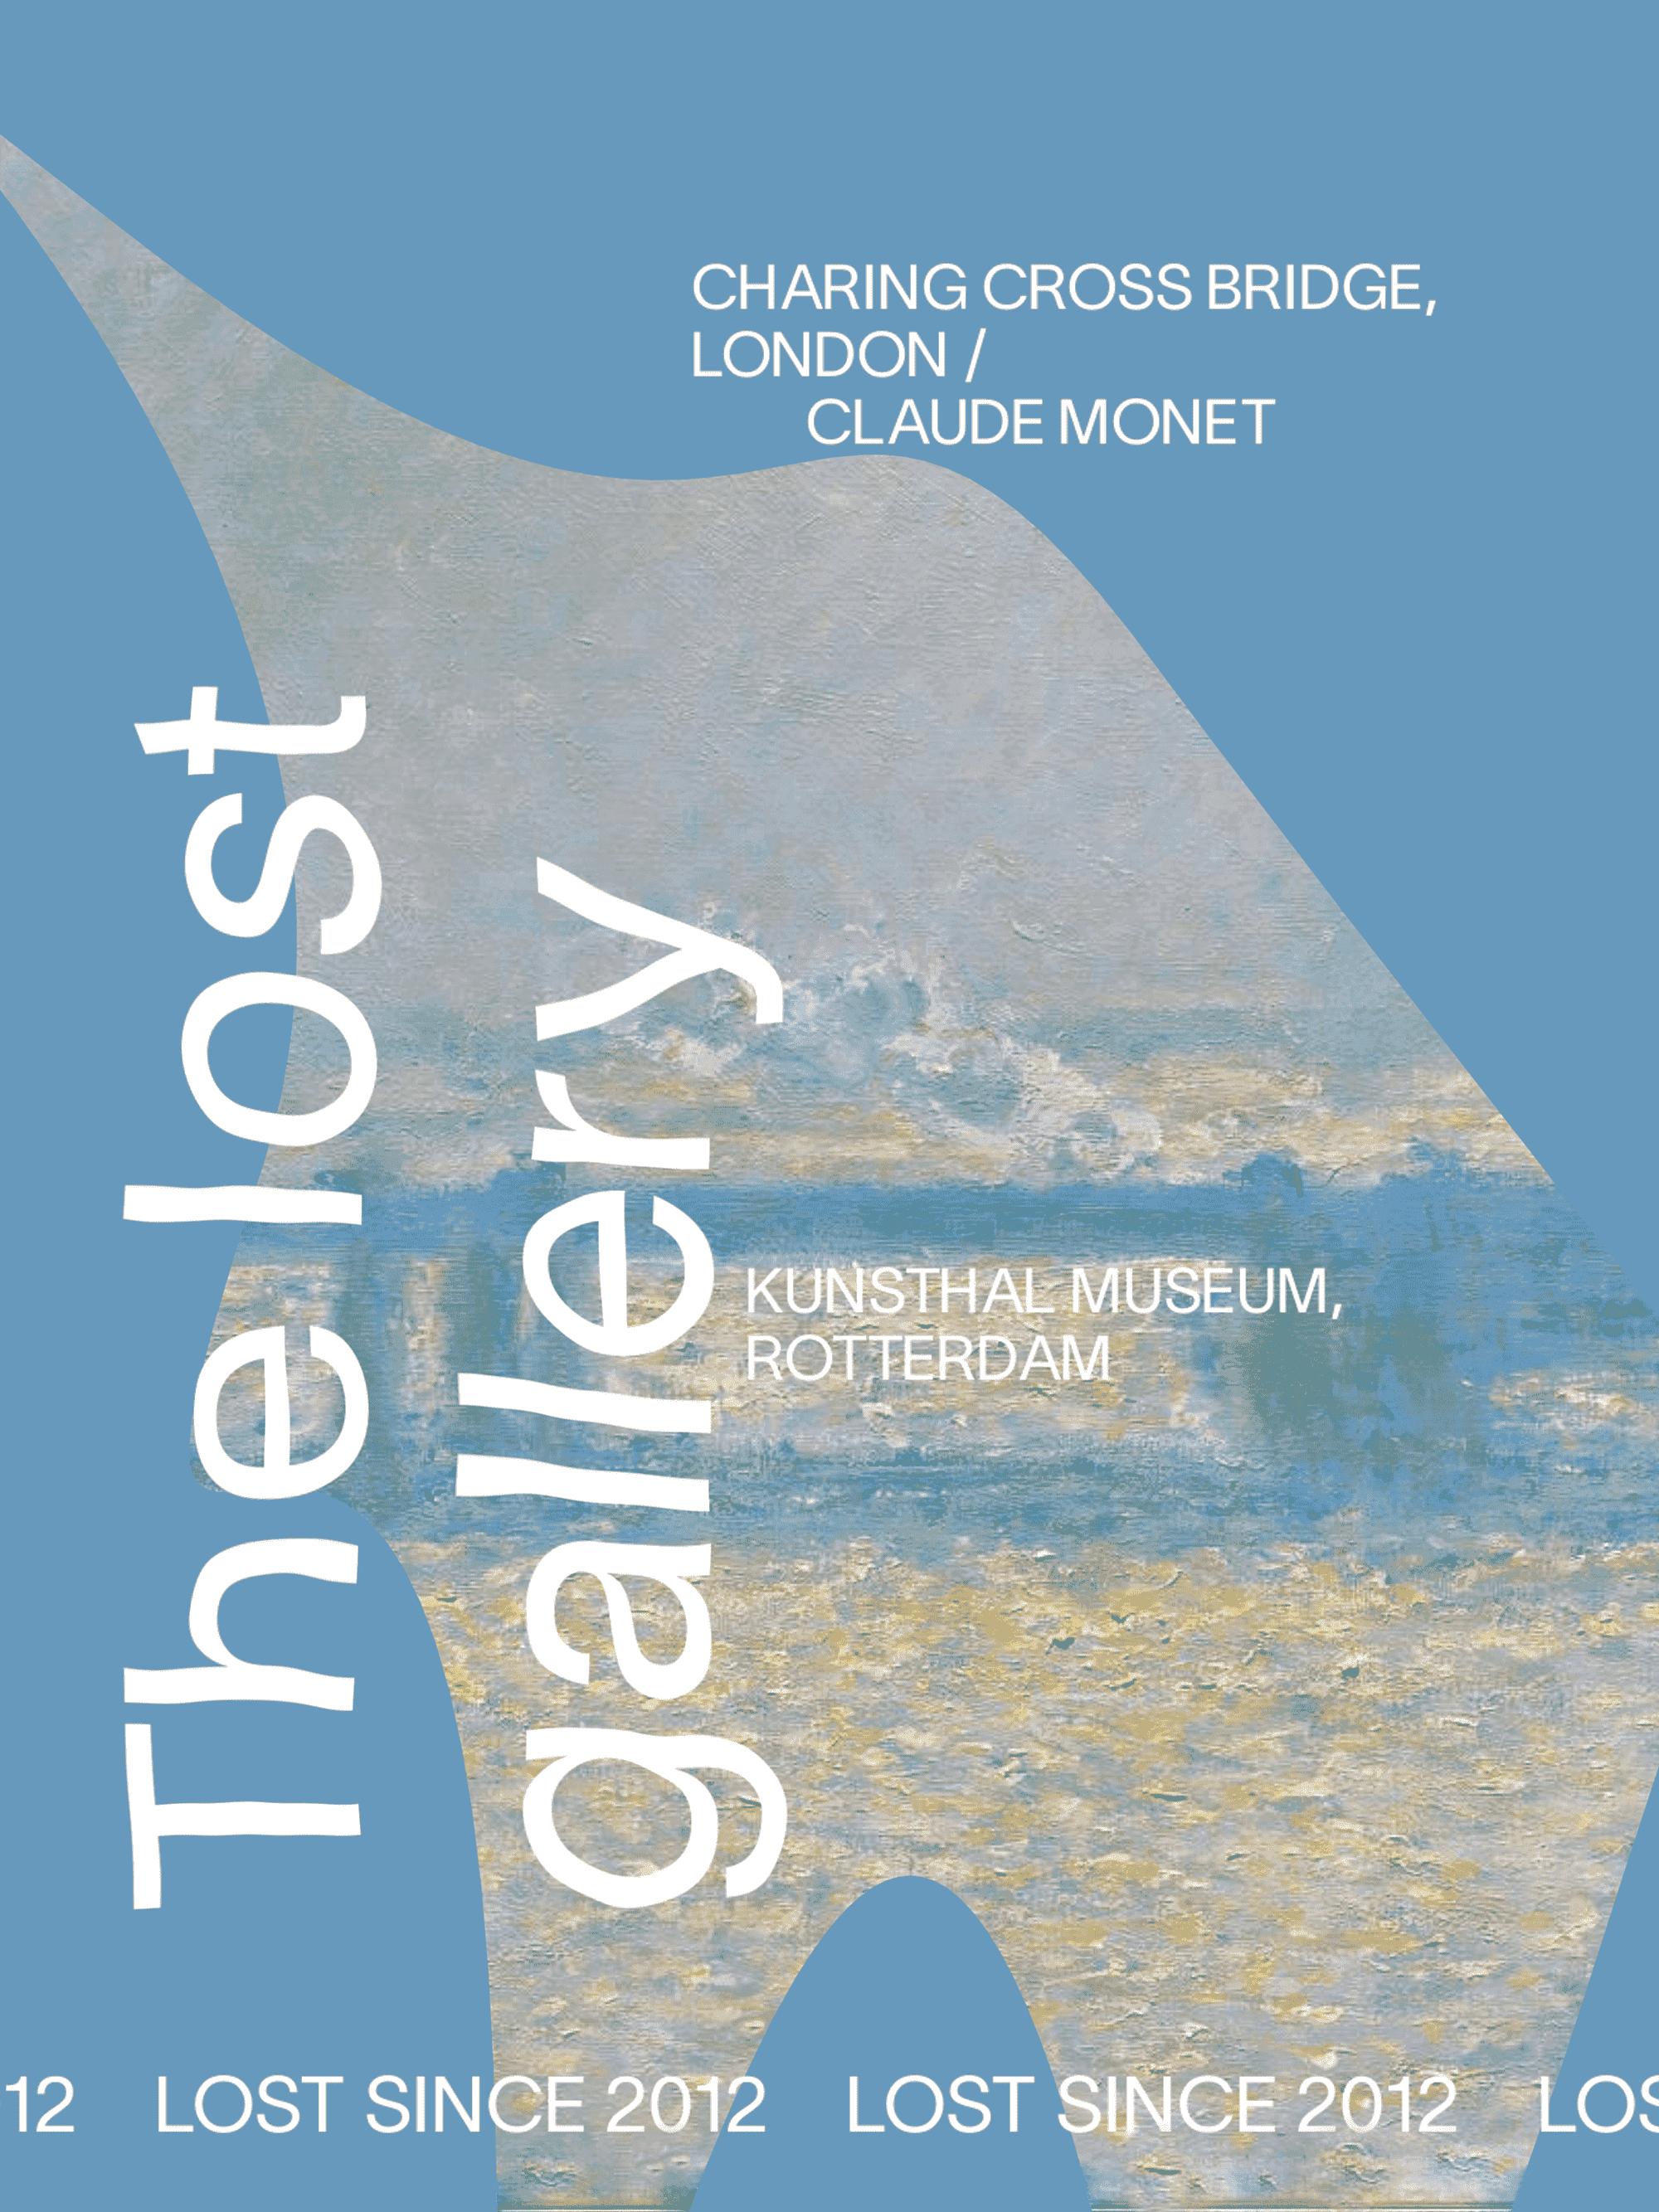 CHARING CROSS BRIDGE,
LONDON /
CLAUDE MONET
The lost
gallery
KUNSTHAL MUSEUM,
ROTTERDAM
12 LOST SINCE 2012 LOST SINCE 2012 LOS